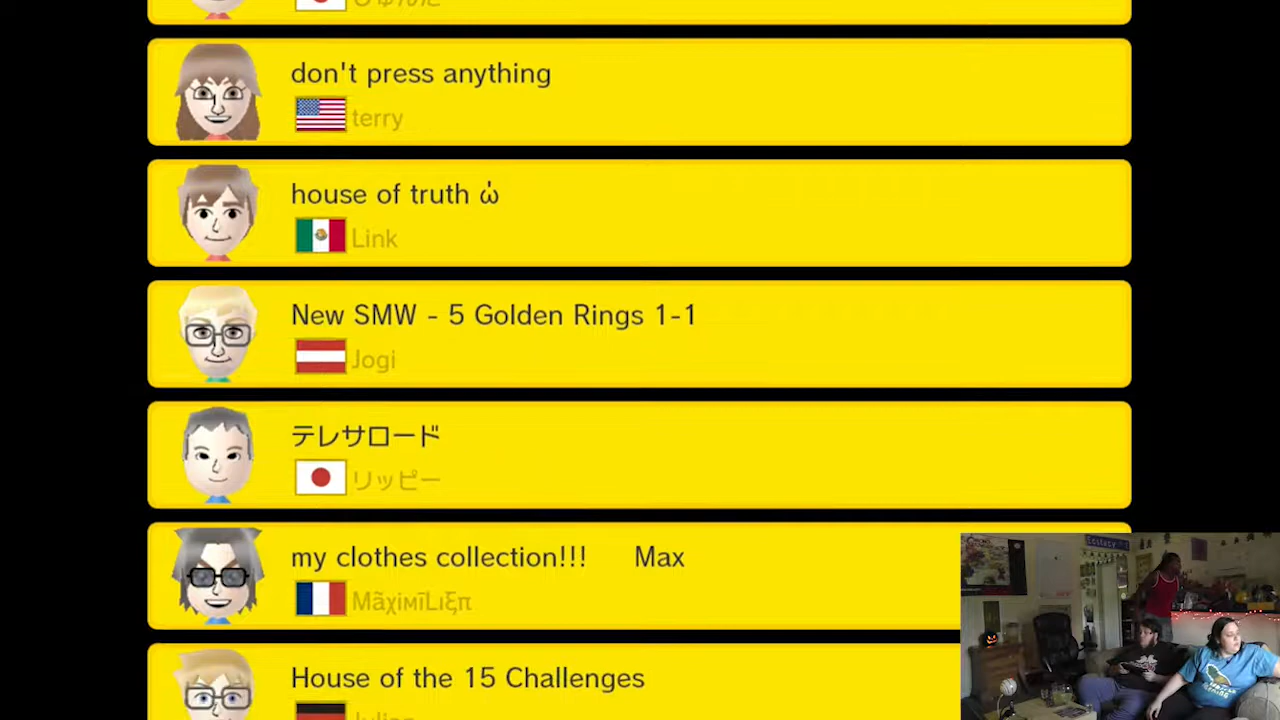 don't press anything
terry
house of truth ώ
Link
New SMW - 5 Golden Rings 1-1
Jogi
テレサロード
リッピー
my clothes collection!!! Max
MãχiмīLiξπ
House of the 15 Challenges